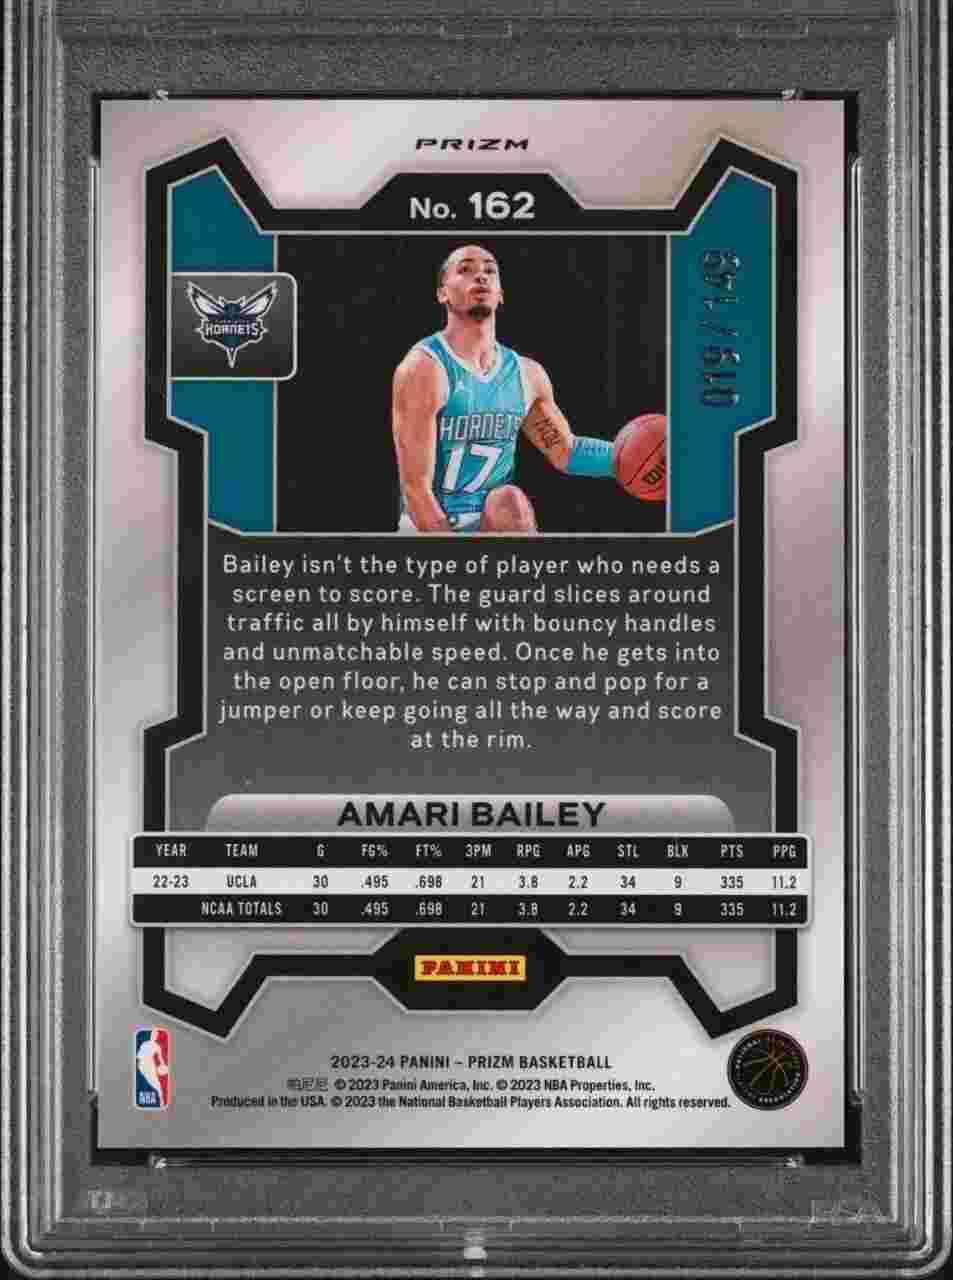 PRIZM
No. 162
019/149
HORNETS
HORNETS
17
Bailey isn't the type of player who needs a
screen to score. The guard slices around
traffic all by himself with bouncy handles
and unmatchable speed. Once he gets into
the open floor, he can stop and pop for a
jumper or keep going all the way and score
at the rim.
AMARI BAILEY
YEAR TEAM G FG% FT% 3PM RPG APG STL BLK PTS PPG
22-23 UCLA 30 .495 .698 21 3.8 2.2 34 9 335 11.2
NCAA TOTALS 30 .495 .698 21 3.8 2.2 34 9 335 11.2
PANINI
2023-24 PANINI – PRIZM BASKETBALL
© 2023 Panini America, Inc. © 2023 NBA Properties, Inc.
Produced in the USA. © 2023 the National Basketball Players Association. All rights reserved.
NBA